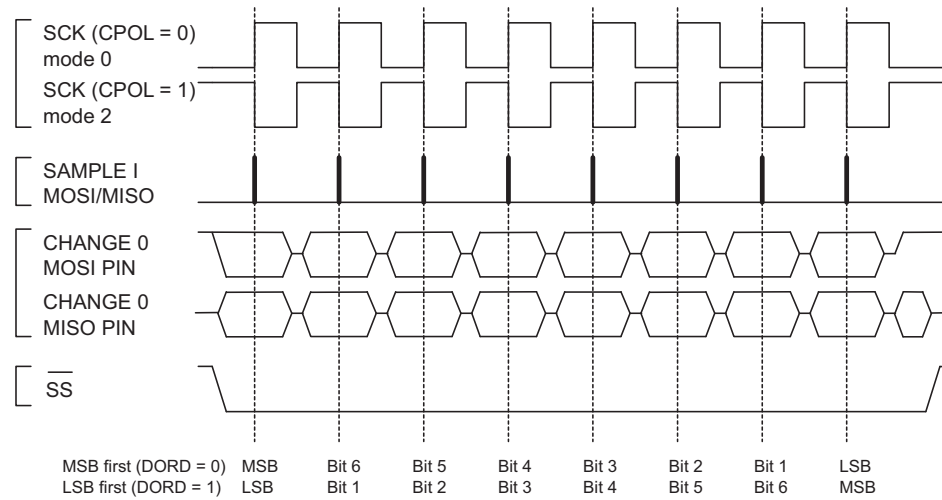 SCK (CPOL = 0)
mode 0
SCK (CPOL = 1)
mode 2
SAMPLE I
MOSI/MISO
CHANGE 0
MOSI PIN
CHANGE 0
MISO PIN
SS
MSB first (DORD = 0) MSB Bit 6 Bit 5 Bit 4 Bit 3 Bit 2 Bit 1 LSB
LSB first (DORD = 1) LSB Bit 1 Bit 2 Bit 3 Bit 4 Bit 5 Bit 6 MSB